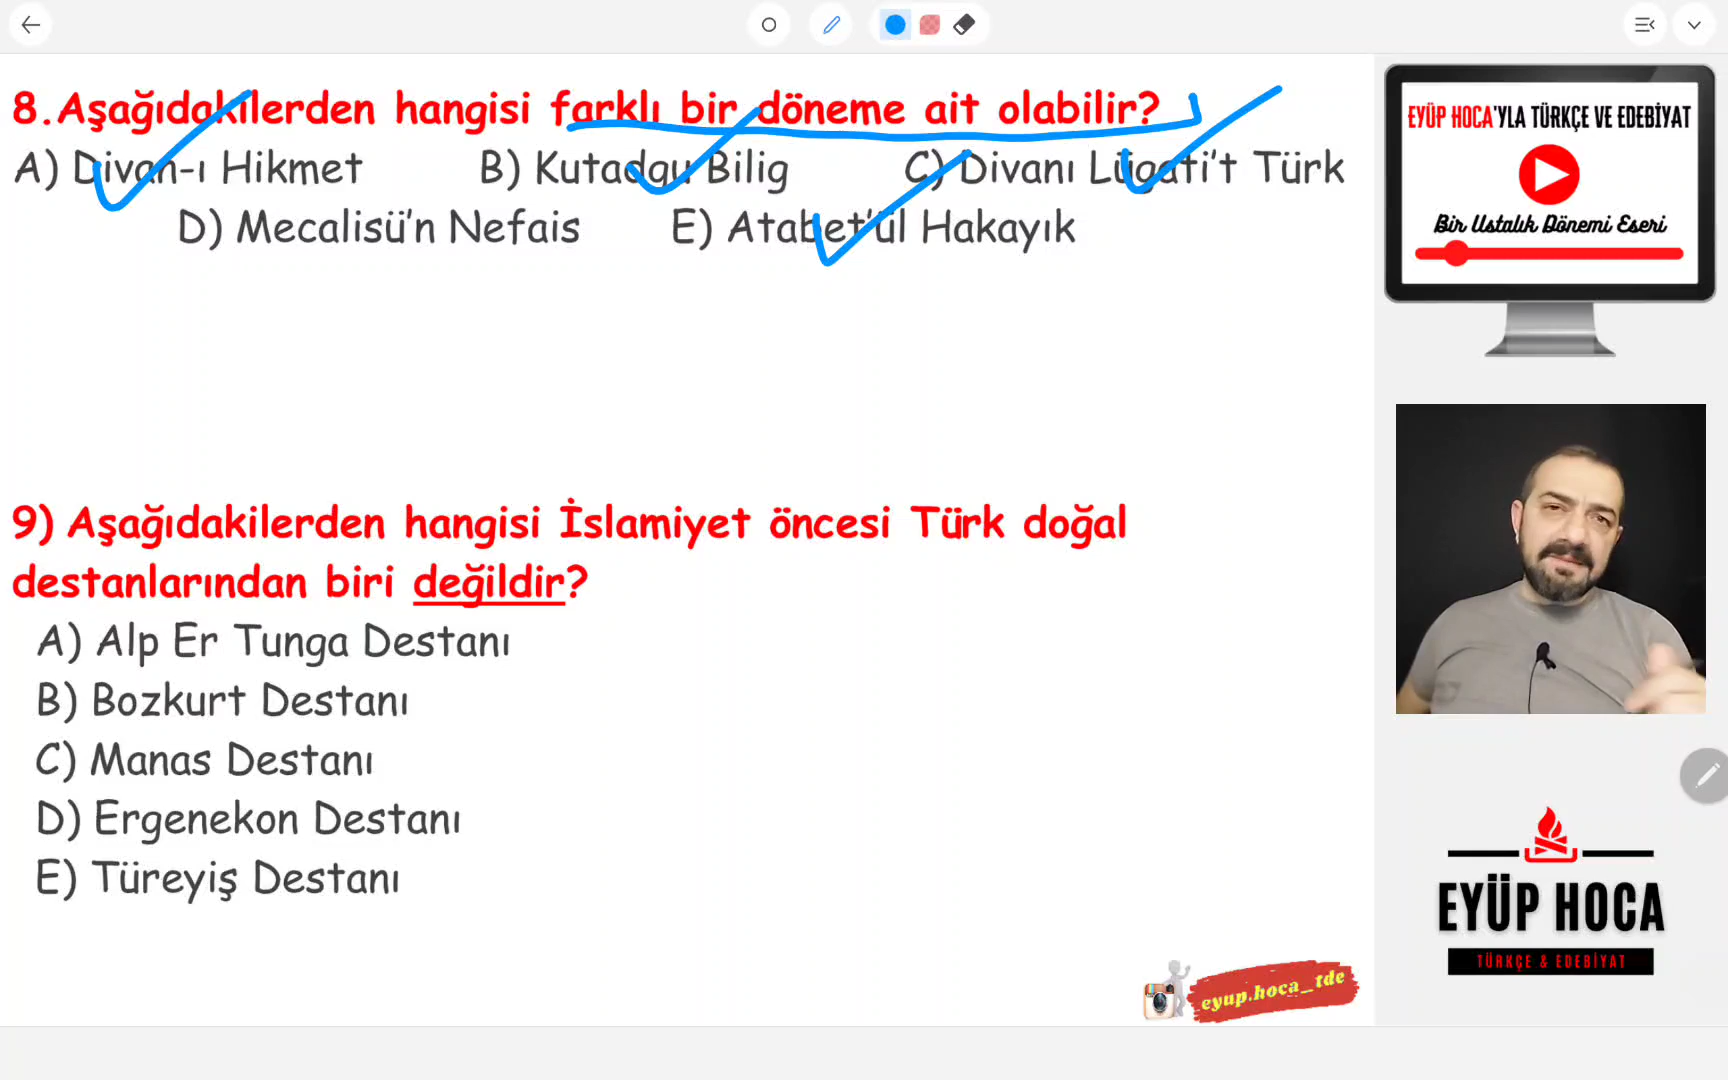 8.Aşağıdakilerden hangisi farklı bir döneme ait olabilir?
A) Divan-ı Hikmet B) Kutadgu Bilig C) Divanı Lügati't Türk
D) Mecalisü'n Nefais E) Atabet'ül Hakayık
9) Aşağıdakilerden hangisi İslamiyet öncesi Türk doğal
destanlarından biri değildir?
A) Alp Er Tunga Destanı
B) Bozkurt Destanı
C) Manas Destanı
D) Ergenekon Destanı
E) Türeyiş Destanı
EYÜP HOCA'YLA TÜRKÇE VE EDEBİYAT
Bir Ustalık Dönemi Eseri
EYÜP HOCA
TÜRKÇE & EDEBİYAT
eyup.hoca_tde